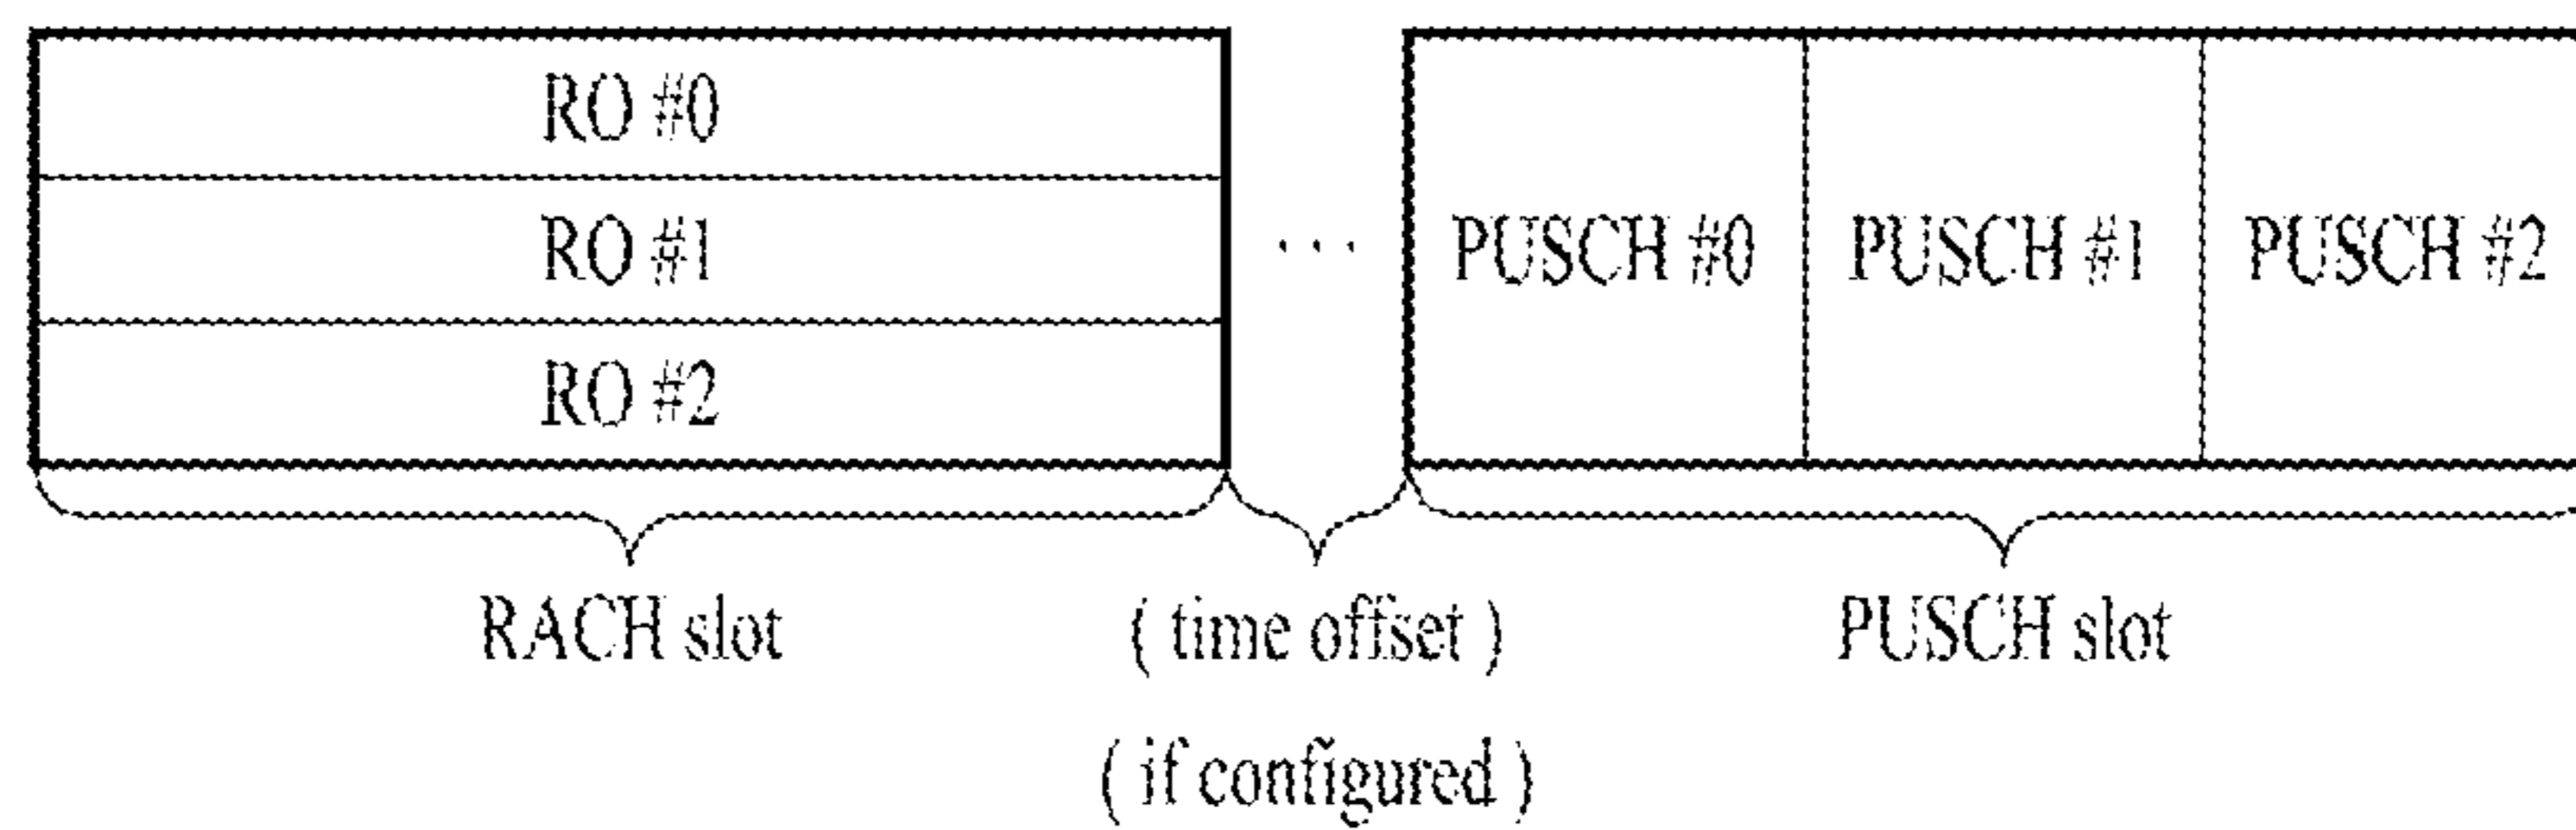 RO #0
RO #1
RO #2
...
PUSCH #0
PUSCH #1
PUSCH #2
RACH slot
( time offset )
( if configured )
PUSCH slot